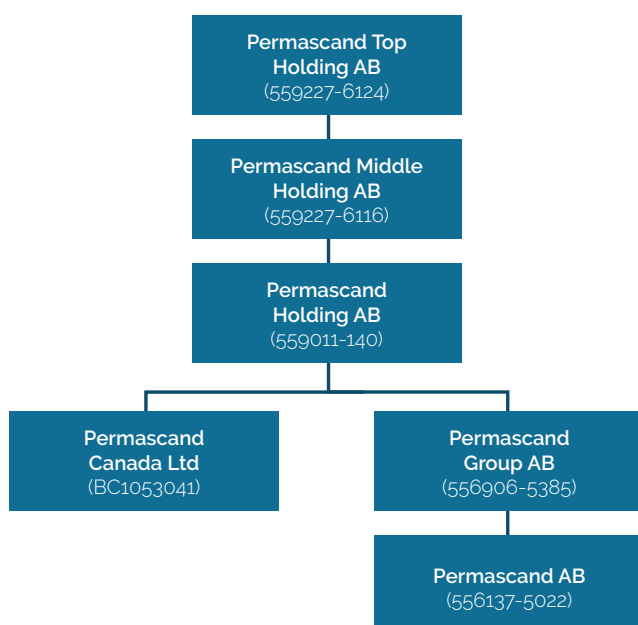 Permascand Top
Holding AB
(559227-6124)
Permascand Middle
Holding AB
(559227-6116)
Permascand
Holding AB
(559011-140)
Permascand
Canada Ltd
(BC1053041)
Permascand
Group AB
(556906-5385)
Permascand AB
(556137-5022)